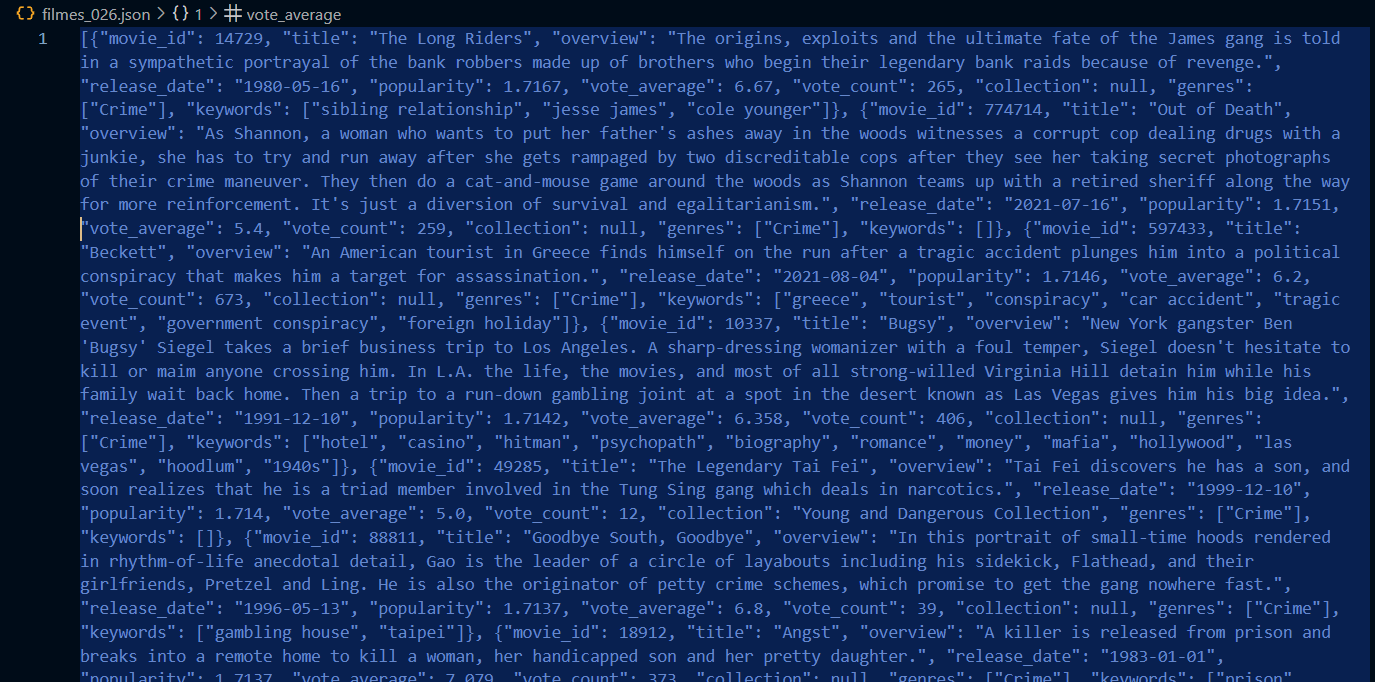 {} filmes_026.json > {} 1 > # vote_average
1 [{"movie_id": 14729, "title": "The Long Riders", "overview": "The origins, exploits and the ultimate fate of the James gang is told
in a sympathetic portrayal of the bank robbers made up of brothers who begin their legendary bank raids because of revenge.",
"release_date": "1980-05-16", "popularity": 1.7167, "vote_average": 6.67, "vote_count": 265, "collection": null, "genres":
["Crime"], "keywords": ["sibling relationship", "jesse james", "cole younger"]}, {"movie_id": 774714, "title": "Out of Death",
"overview": "As Shannon, a woman who wants to put her father's ashes away in the woods witnesses a corrupt cop dealing drugs with a
junkie, she has to try and run away after she gets rampaged by two discreditable cops after they see her taking secret photographs
of their crime maneuver. They then do a cat-and-mouse game around the woods as Shannon teams up with a retired sheriff along the way
for more reinforcement. It's just a diversion of survival and egalitarianism.", "release_date": "2021-07-16", "popularity": 1.7151,
"vote_average": 5.4, "vote_count": 259, "collection": null, "genres": ["Crime"], "keywords": []}, {"movie_id": 597433, "title":
"Beckett", "overview": "An American tourist in Greece finds himself on the run after a tragic accident plunges him into a political
conspiracy that makes him a target for assassination.", "release_date": "2021-08-04", "popularity": 1.7146, "vote_average": 6.2,
"vote_count": 673, "collection": null, "genres": ["Crime"], "keywords": ["greece", "tourist", "conspiracy", "car accident", "tragic
event", "government conspiracy", "foreign holiday"]}, {"movie_id": 10337, "title": "Bugsy", "overview": "New York gangster Ben
'Bugsy' Siegel takes a brief business trip to Los Angeles. A sharp-dressing womanizer with a foul temper, Siegel doesn't hesitate to
kill or maim anyone crossing him. In L.A. the life, the movies, and most of all strong-willed Virginia Hill detain him while his
family wait back home. Then a trip to a run-down gambling joint at a spot in the desert known as Las Vegas gives him his big idea.",
"release_date": "1991-12-10", "popularity": 1.7142, "vote_average": 6.358, "vote_count": 406, "collection": null, "genres":
["Crime"], "keywords": ["hotel", "casino", "hitman", "psychopath", "biography", "romance", "money", "mafia", "hollywood", "las
vegas", "hoodlum", "1940s"]}, {"movie_id": 49285, "title": "The Legendary Tai Fei", "overview": "Tai Fei discovers he has a son, and
soon realizes that he is a triad member involved in the Tung Sing gang which deals in narcotics.", "release_date": "1999-12-10",
"popularity": 1.714, "vote_average": 5.0, "vote_count": 12, "collection": "Young and Dangerous Collection", "genres": ["Crime"],
"keywords": []}, {"movie_id": 88811, "title": "Goodbye South, Goodbye", "overview": "In this portrait of small-time hoods rendered
in rhythm-of-life anecdotal detail, Gao is the leader of a circle of layabouts including his sidekick, Flathead, and their
girlfriends, Pretzel and Ling. He is also the originator of petty crime schemes, which promise to get the gang nowhere fast.",
"release_date": "1996-05-13", "popularity": 1.7137, "vote_average": 6.8, "vote_count": 39, "collection": null, "genres": ["Crime"],
"keywords": ["gambling house", "taipei"]}, {"movie_id": 18912, "title": "Angst", "overview": "A killer is released from prison and
breaks into a remote home to kill a woman, her handicapped son and her pretty daughter.", "release_date": "1983-01-01",
"popularity": 1.7137, "vote_average": 7.079, "vote_count": 373, "collection": null, "genres": ["Crime"], "keywords": ["prison"